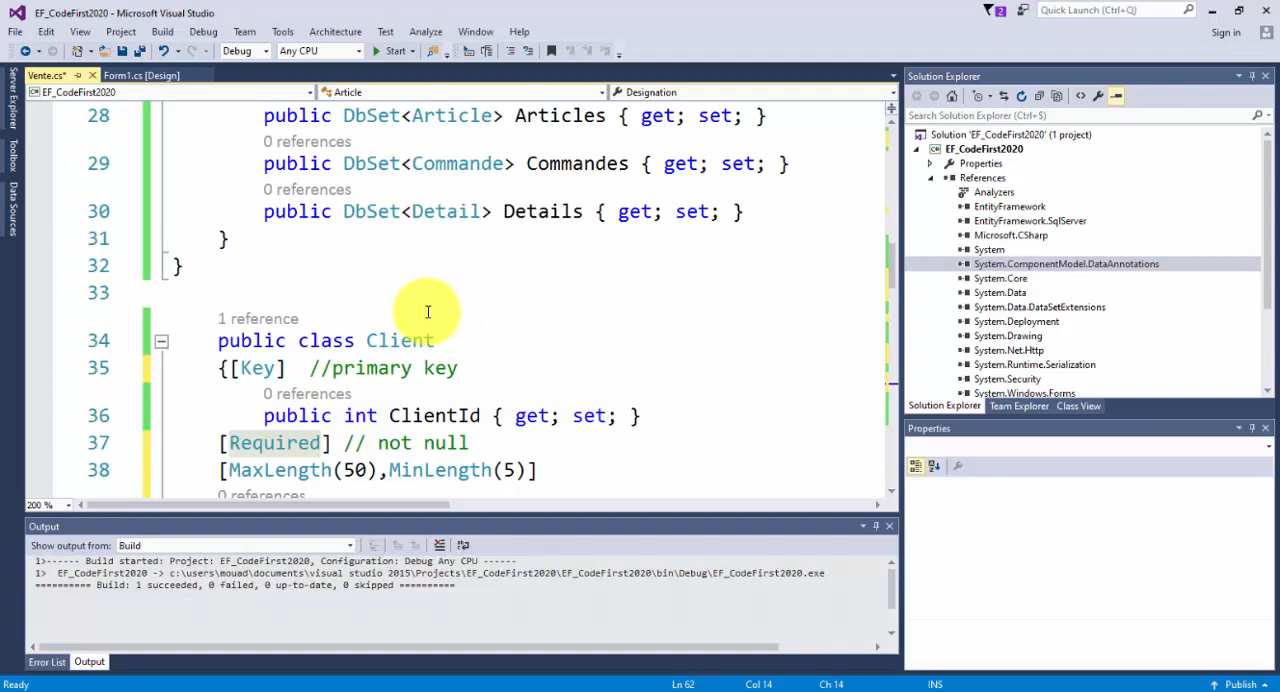 EF_CodeFirst2020 - Microsoft Visual Studio
2
Quick Launch (Ctrl+Q)
File Edit View Project Build Debug Team Tools Architecture Test Analyze Window Help
Sign in
Debug Any CPU Start
Vente.cs* Form1.cs [Design]
EF_CodeFirst2020 Article Designation
Server Explorer
Toolbox
Data Sources
28 public DbSet<Article> Articles { get; set; }
0 references
29 public DbSet<Commande> Commandes { get; set; }
0 references
30 public DbSet<Detail> Details { get; set; }
31 }
32 }
33
1 reference
34 public class Client
35 {[Key] //primary key
0 references
36 public int ClientId { get; set; }
37 [Required] // not null
38 [MaxLength(50),MinLength(5)]
0 references
200 %
Output
Show output from: Build
1>------ Build started: Project: EF_CodeFirst2020, Configuration: Debug Any CPU ------
1> EF_CodeFirst2020 -> c:\users\mouad\documents\visual studio 2015\Projects\EF_CodeFirst2020\EF_CodeFirst2020\bin\Debug\EF_CodeFirst2020.exe
========== Build: 1 succeeded, 0 failed, 0 up-to-date, 0 skipped ==========
Error List Output
Solution Explorer
Search Solution Explorer (Ctrl+$)
Solution 'EF_CodeFirst2020' (1 project)
EF_CodeFirst2020
Properties
References
Analyzers
EntityFramework
EntityFramework.SqlServer
Microsoft.CSharp
System
System.ComponentModel.DataAnnotations
System.Core
System.Data
System.Data.DataSetExtensions
System.Deployment
System.Drawing
System.Net.Http
System.Runtime.Serialization
System.Security
System.Windows.Forms
Solution Explorer Team Explorer Class View
Properties
Ready Ln 62 Col 14 Ch 14 INS Publish